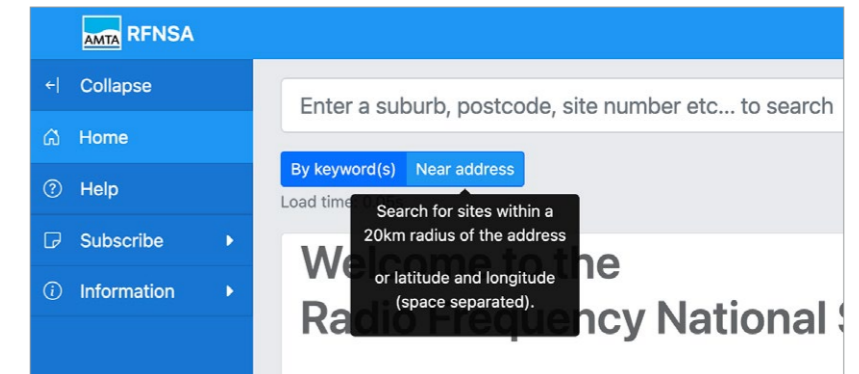 AMTA RFNSA
Collapse
Home
Help
Subscribe
Information
Enter a suburb, postcode, site number etc... to search
By keyword(s) Near address
Load time:
Search for sites within a
20km radius of the address
or latitude and longitude
(space separated).
Welcome to the
Radio Frequency National